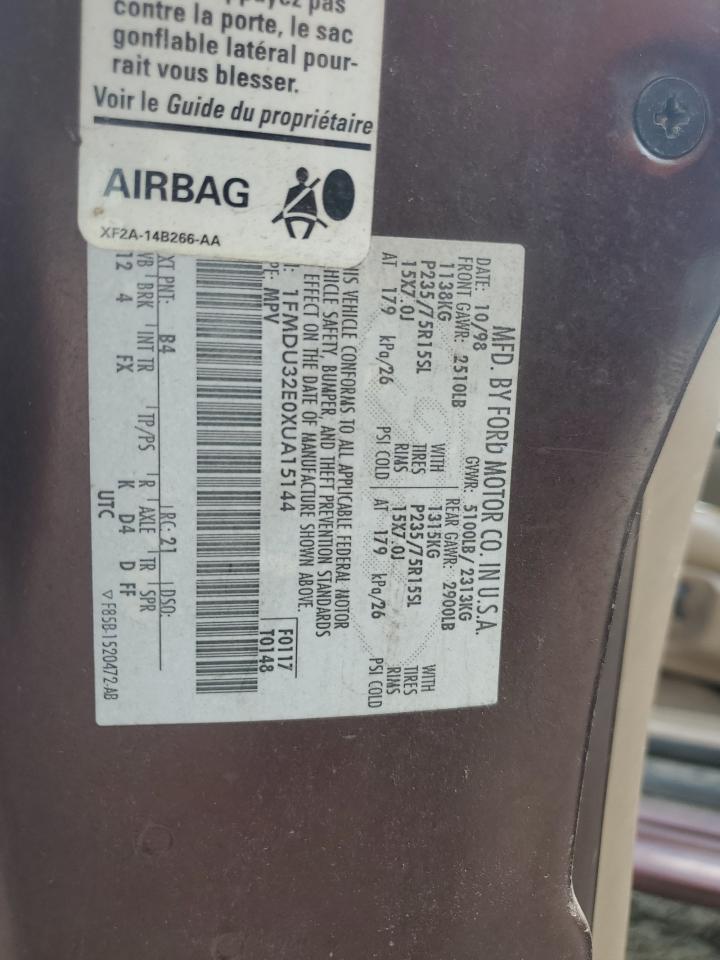 contre la porte, le sac
gonflable latéral pour-
rait vous blesser.
Voir le Guide du propriétaire
AIRBAG
XF2A-14B266-AA
MFD. BY FORD MOTOR CO. IN U.S.A.
DATE: 10/98 GVWR: 5100LB/ 2313KG
FRONT GAWR: 2510LB REAR GAWR: 2900LB
1138KG WITH 1315KG WITH
P235/75R15SL TIRES P235/75R15SL TIRES
15X7.0J RIMS 15X7.0J RIMS
AT 179 kPa/26 PSI COLD AT 179 kPa/26 PSI COLD
VEHICLE CONFORMS TO ALL APPLICABLE FEDERAL MOTOR
SAFETY, BUMPER, AND THEFT PREVENTION STANDARDS
EFFECT ON THE DATE OF MANUFACTURE SHOWN ABOVE.
1FMDU32E0XUA15144 F0117
MPV T0148
PNT: B4 RC: 21 DSO:
BRK INT TR TP/PS R AXLE TR SPR
12 4 FX K D4 D FF
UTC ▽ F85B-1520472-AB